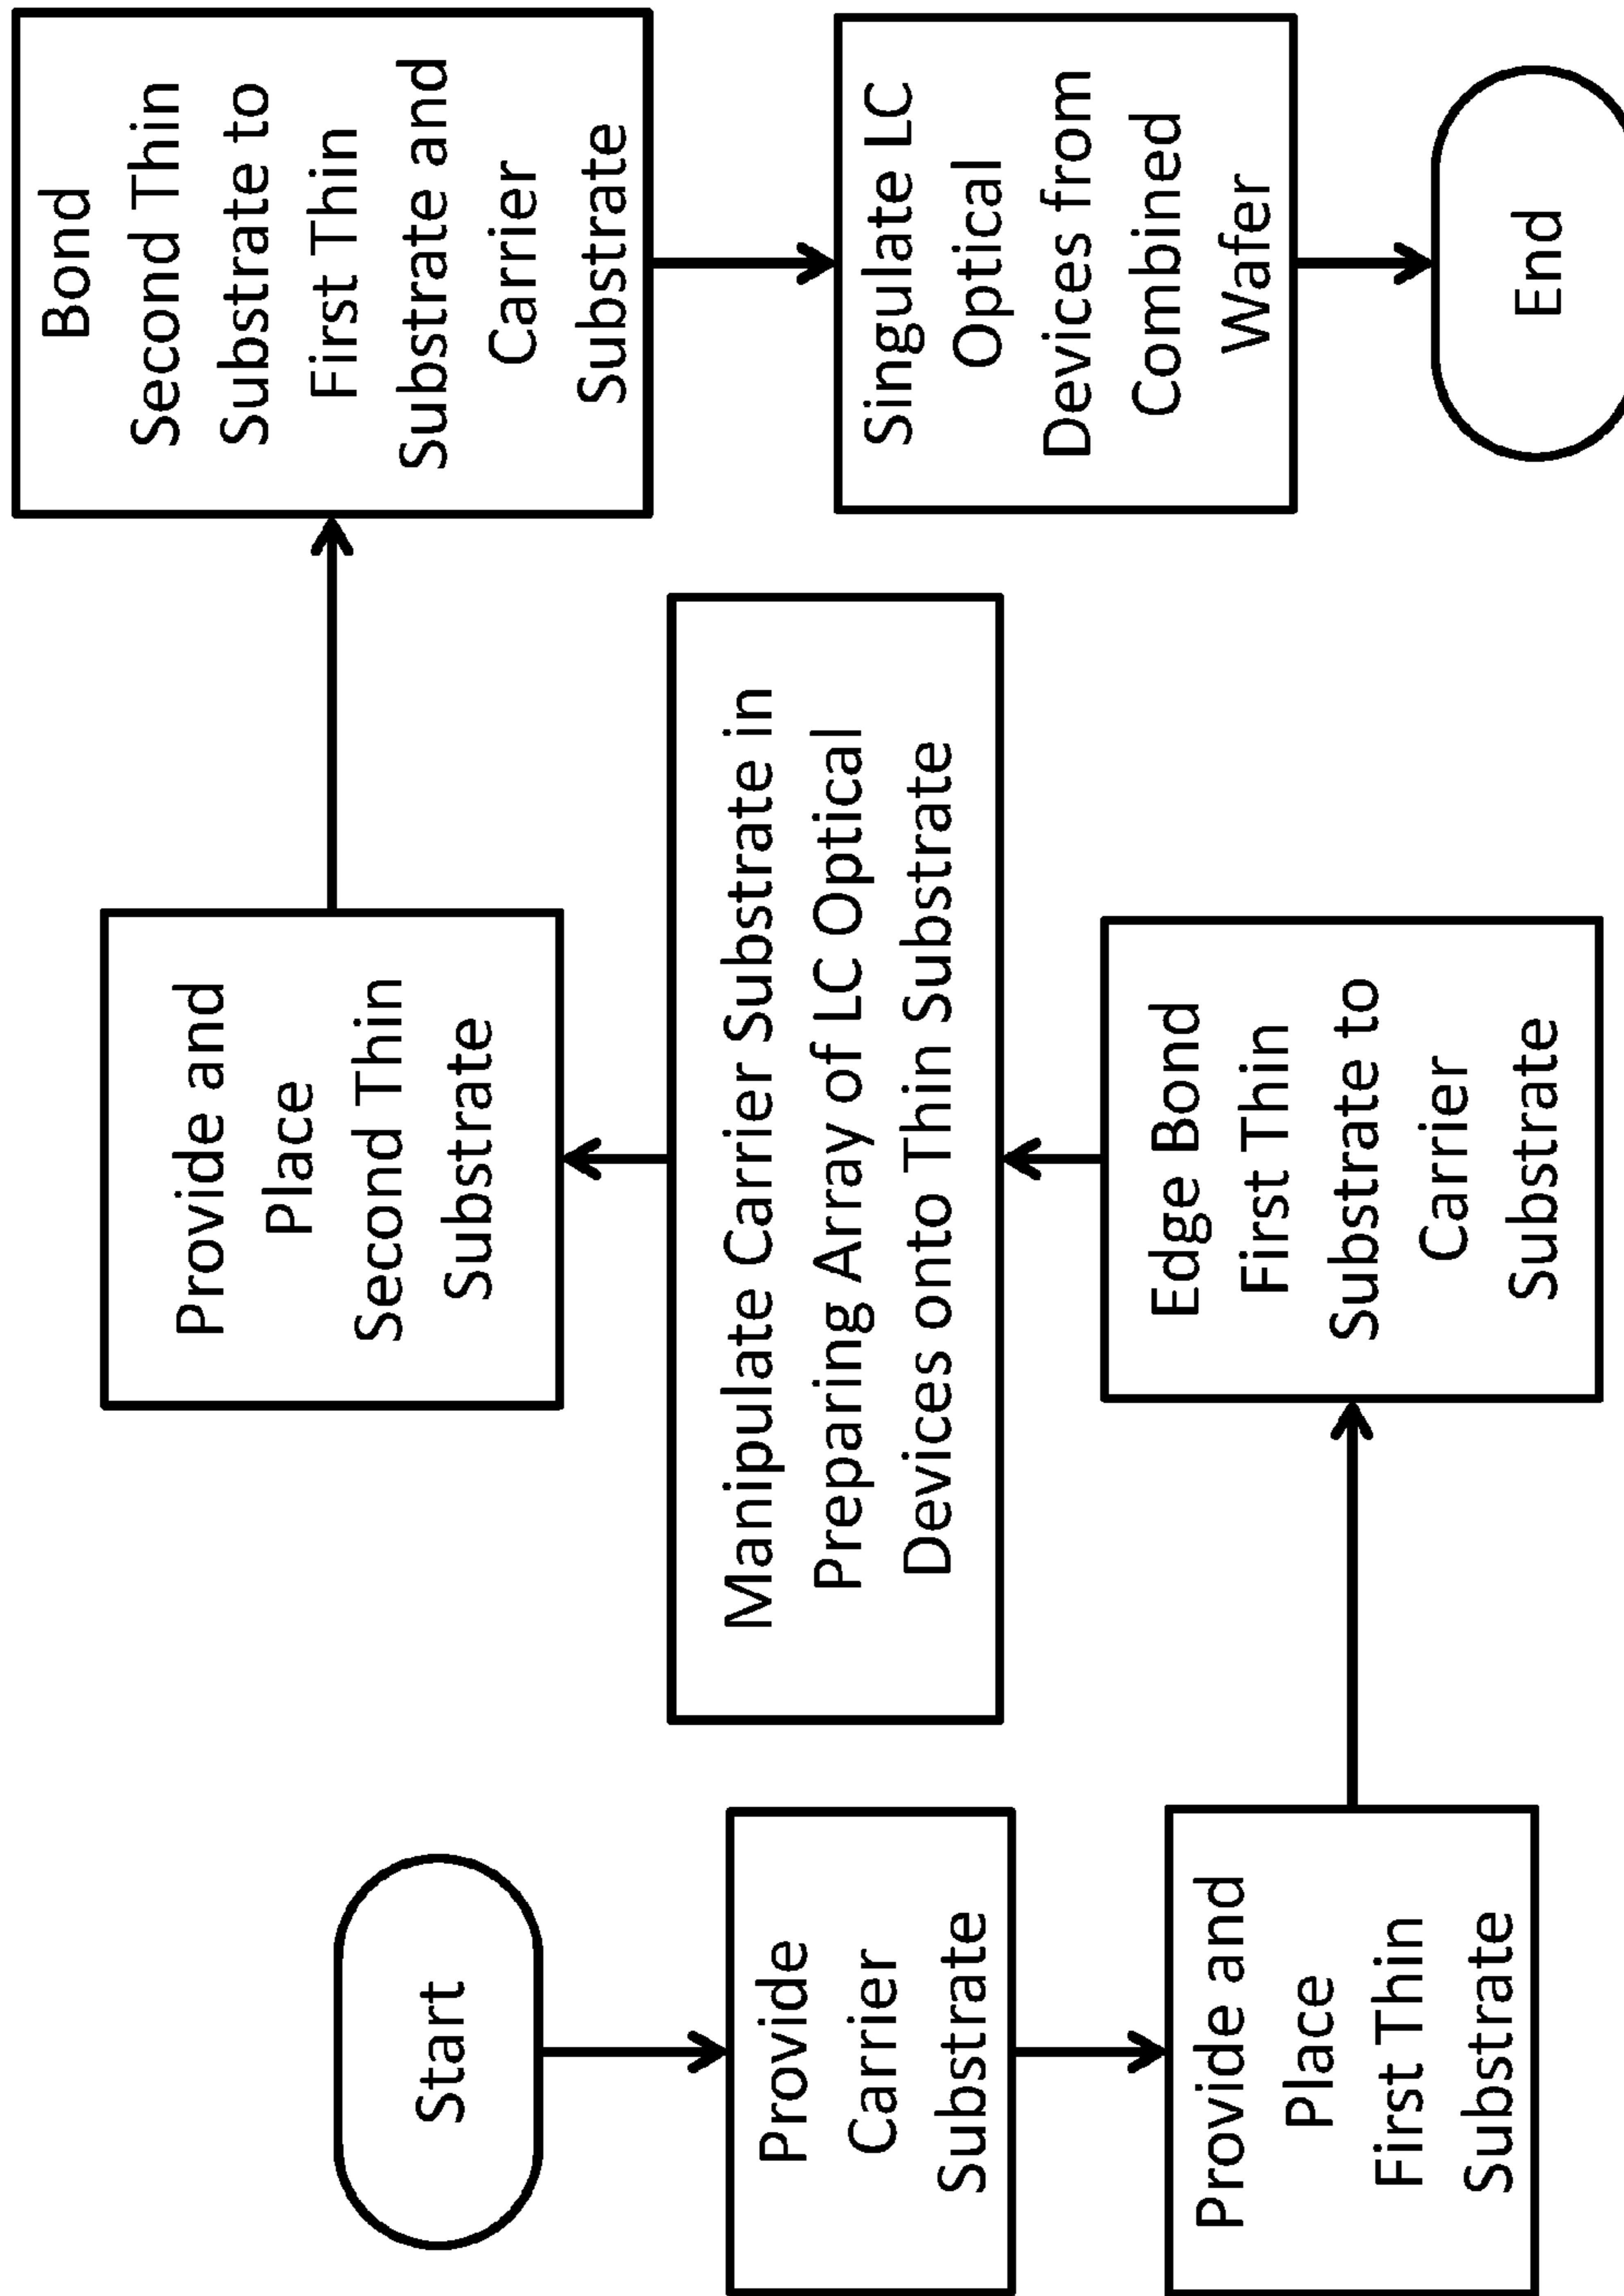 Start
Provide
Carrier
Substrate
Provide and
Place
First Thin
Substrate
Edge Bond
First Thin
Substrate to
Carrier
Substrate
Manipulate Carrier Substrate in
Preparing Array of LC Optical
Devices onto Thin Substrate
Provide and
Place
Second Thin
Substrate
Bond
Second Thin
Substrate to
First Thin
Substrate and
Carrier
Substrate
Singulate LC
Optical
Devices from
Combined
Wafer
End